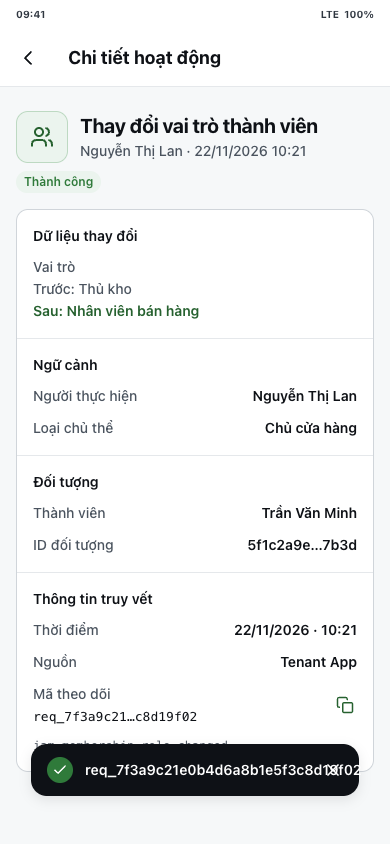 09:41
LTE 100%
Chi tiết hoạt động
Thay đổi vai trò thành viên
Nguyễn Thị Lan · 22/11/2026 10:21
Thành công
Dữ liệu thay đổi
Vai trò
Trước: Thủ kho
Sau: Nhân viên bán hàng
Ngữ cảnh
Người thực hiện Nguyễn Thị Lan
Loại chủ thể Chủ cửa hàng
Đối tượng
Thành viên Trần Văn Minh
ID đối tượng 5f1c2a9e...7b3d
Thông tin truy vết
Thời điểm 22/11/2026 · 10:21
Nguồn Tenant App
Mã theo dõi
req_7f3a9c21…c8d19f02